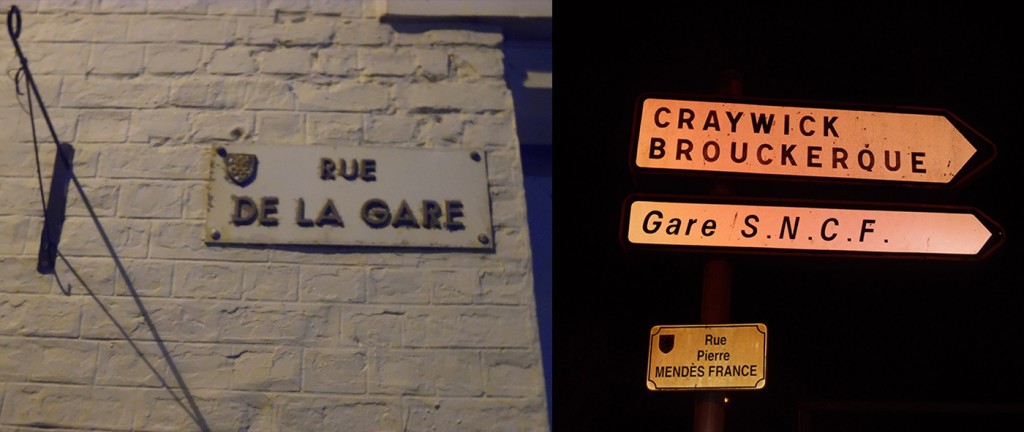 RUE
DE LA GARE
CRAYWICK
BROUCKERQUE
Gare S.N.C.F.
Rue
Pierre
MENDÈS FRANCE